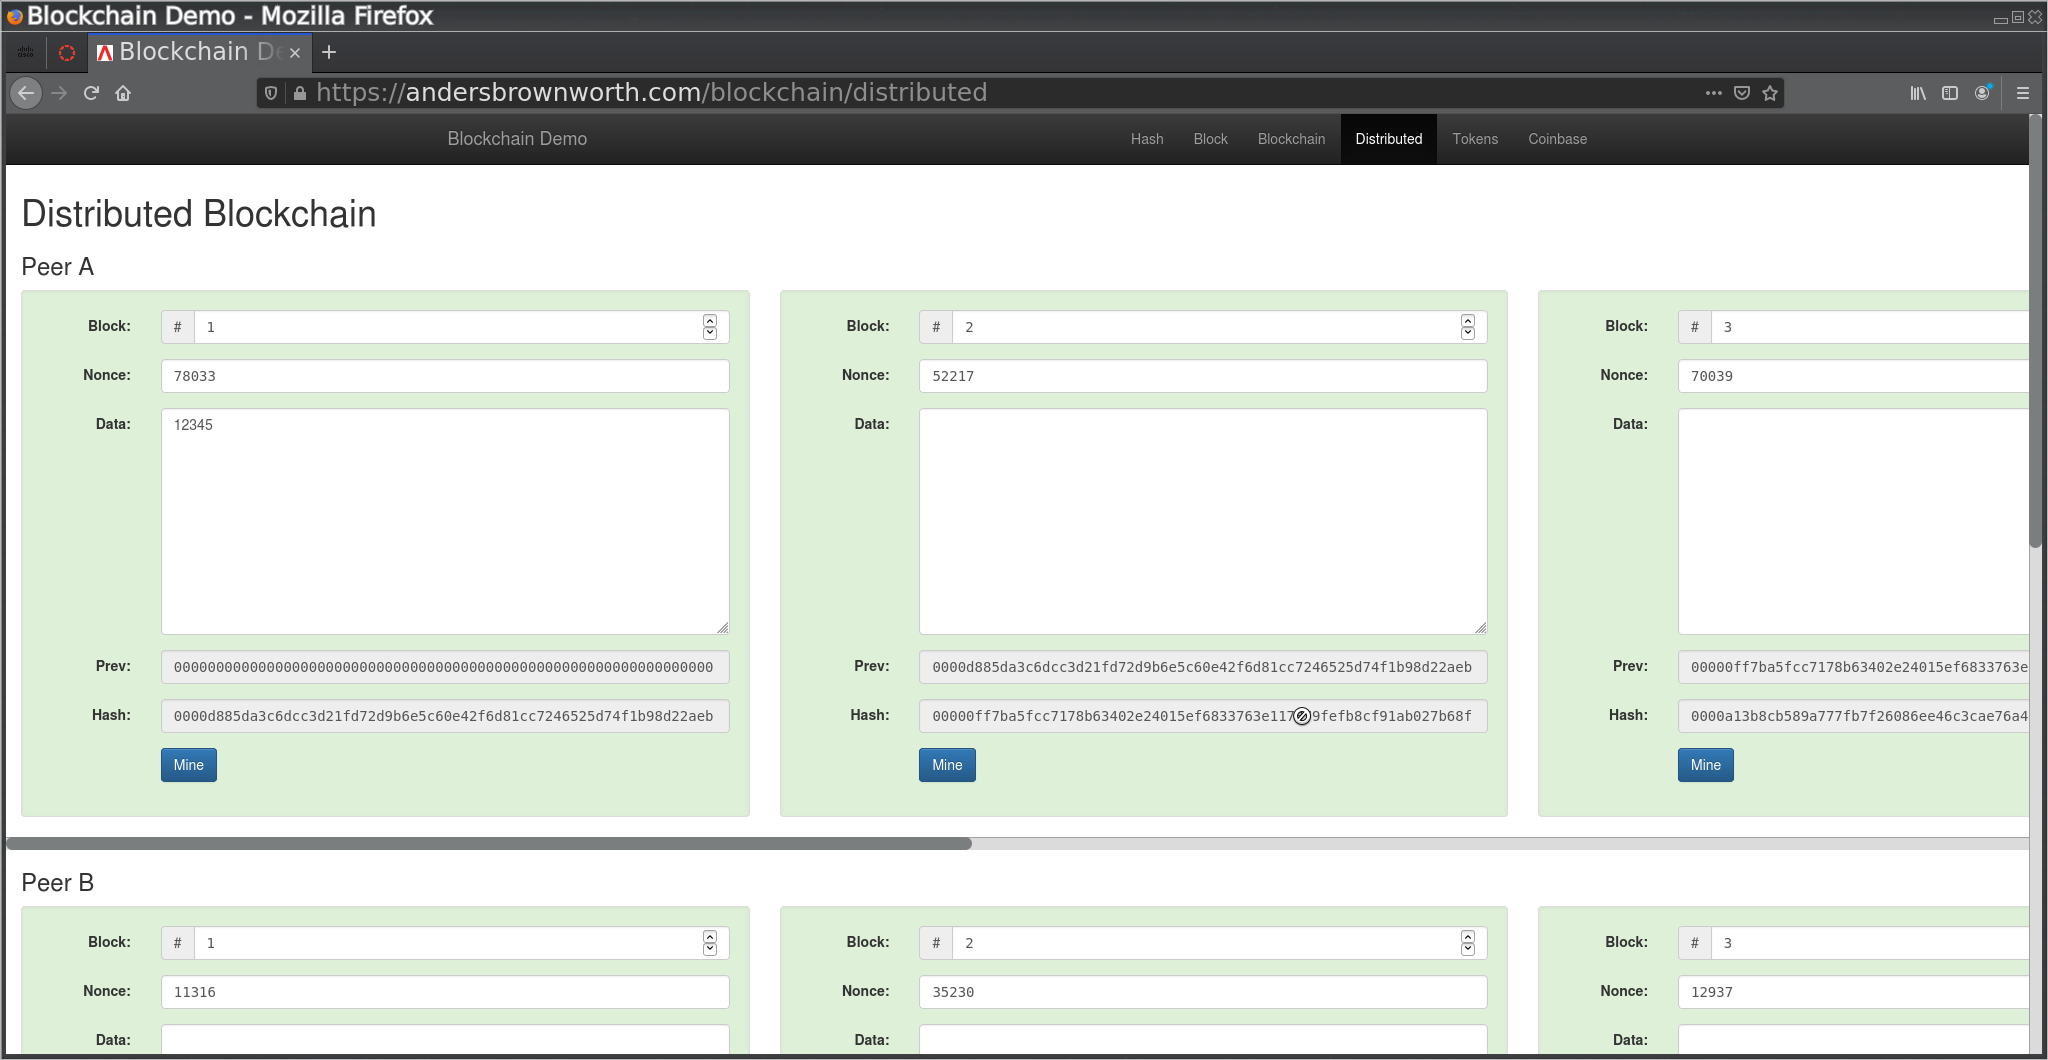 Blockchain Demo - Mozilla Firefox
Blockchain De
https://andersbrownworth.com/blockchain/distributed
Blockchain Demo Hash Block Blockchain Distributed Tokens Coinbase
Distributed Blockchain
Peer A
Block: # 1 Block: # 2 Block: # 3
Nonce: 78033 Nonce: 52217 Nonce: 70039
Data: 12345 Data: Data:
Prev: 0000000000000000000000000000000000000000000000000000000000000000 Prev: 0000d885da3c6dcc3d21fd72d9b6e5c60e42f6d81cc7246525d74f1b98d22aeb Prev: 00000ff7ba5fcc7178b63402e24015ef6833763e
Hash: 0000d885da3c6dcc3d21fd72d9b6e5c60e42f6d81cc7246525d74f1b98d22aeb Hash: Hash: 0000a13b8cb589a777fb7f26086ee46c3cae76a4
Mine Mine Mine
Peer B
Block: # 1 Block: # 2 Block: # 3
Nonce: 11316 Nonce: 35230 Nonce: 12937
Data: Data: Data: